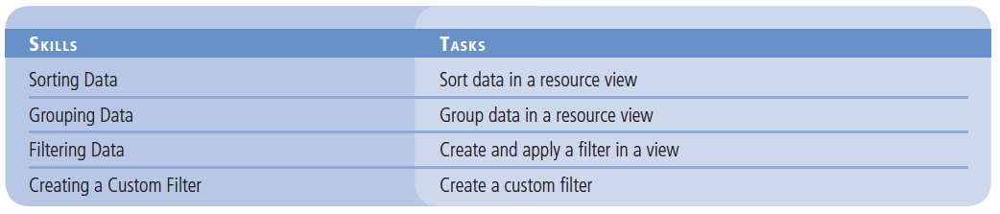 SKILLS TASKS
Sorting Data Sort data in a resource view
Grouping Data Group data in a resource view
Filtering Data Create and apply a filter in a view
Creating a Custom Filter Create a custom filter